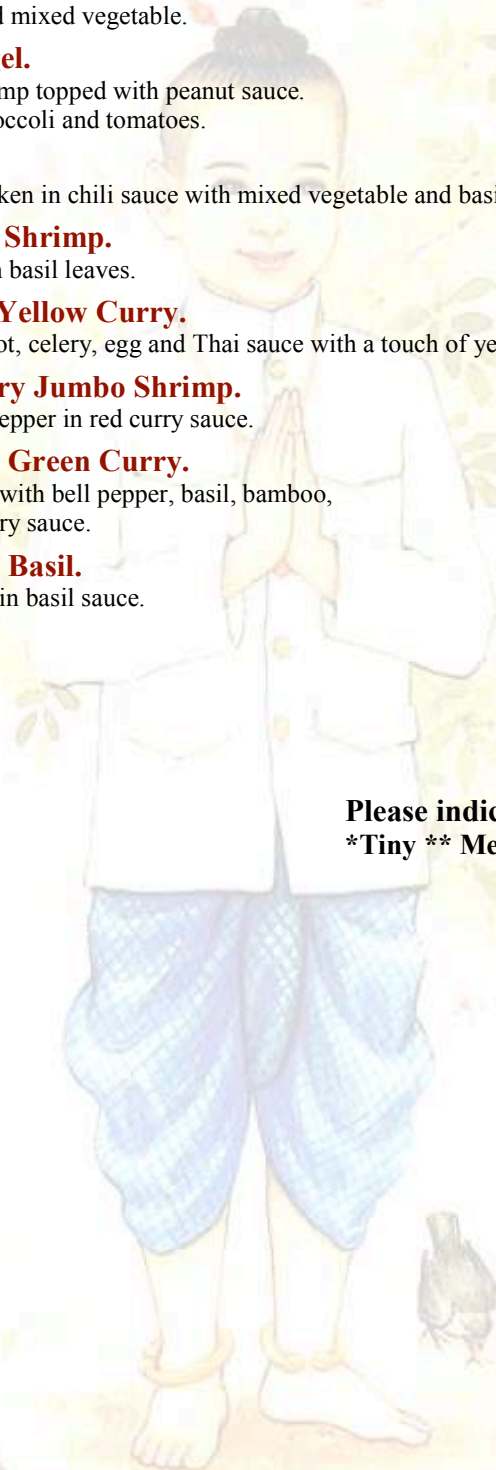 mixed vegetable.
el.
mp topped with peanut sauce.
occoli and tomatoes.
ken in chili sauce with mixed vegetable and basi
Shrimp.
basil leaves.
Yellow Curry.
ot, celery, egg and Thai sauce with a touch of ye
ry Jumbo Shrimp.
epper in red curry sauce.
Green Curry.
with bell pepper, basil, bamboo,
ry sauce.
Basil.
in basil sauce.
Please indic
*Tiny ** Me